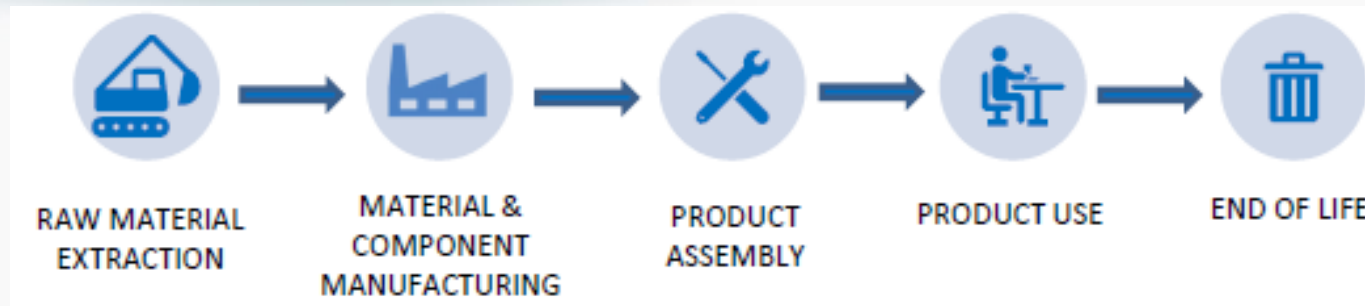 RAW MATERIAL
EXTRACTION
MATERIAL &
COMPONENT
MANUFACTURING
PRODUCT
ASSEMBLY
PRODUCT USE
END OF LIFE